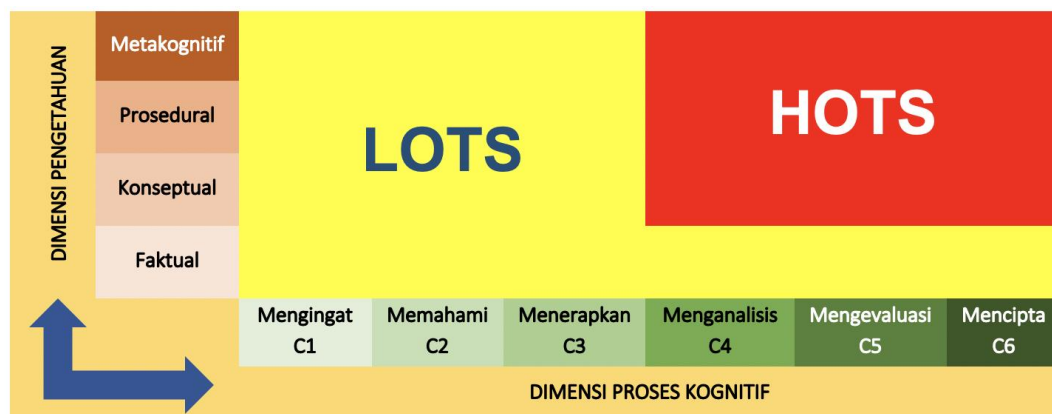 DIMENSI PENGETAHUAN
Metakognitif
Prosedural
Konseptual
Faktual
LOTS
HOTS
Mengingat
C1
Memahami
C2
Menerapkan
C3
Menganalisis
C4
Mengevaluasi
C5
Mencipta
C6
DIMENSI PROSES KOGNITIF